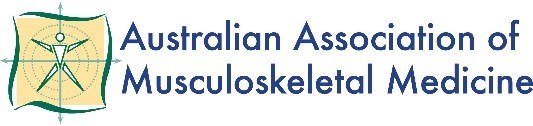 Australian Association of
Musculoskeletal Medicine